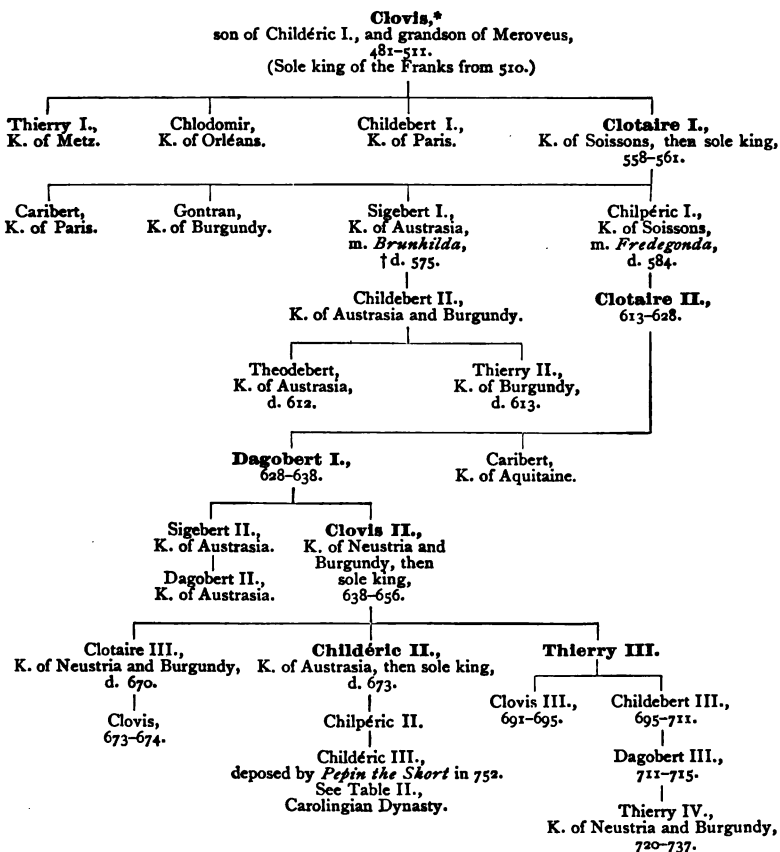 Clovis,*
son of Childéric I., and grandson of Meroveus,
481–511.
(Sole king of the Franks from 510.)
Thierry I.,
K. of Metz.
Chlodomir,
K. of Orléans.
Childebert I.,
K. of Paris.
Clotaire I.,
K. of Soissons, then sole king,
558–561.
Caribert,
K. of Paris.
Gontran,
K. of Burgundy.
Sigebert I.,
K. of Austrasia,
m. Brunhilda,
†d. 575.
Chilpéric I.,
K. of Soissons,
m. Fredegonda,
d. 584.
Childebert II.,
K. of Austrasia and Burgundy.
Clotaire II.,
613–628.
Theodebert,
K. of Austrasia,
d. 612.
Thierry II.,
K. of Burgundy,
d. 613.
Dagobert I.,
628–638.
Caribert,
K. of Aquitaine.
Sigebert II.,
K. of Austrasia.
Dagobert II.,
K. of Austrasia.
Clovis II.,
K. of Neustria and
Burgundy, then
sole king,
638–656.
Clotaire III.,
K. of Neustria and Burgundy,
d. 670.
Clovis,
673–674.
Childéric II.,
K. of Austrasia, then sole king,
d. 673.
Chilpéric II.
Childéric III.,
deposed by Pepin the Short in 752.
See Table II.,
Carolingian Dynasty.
Thierry III.
Clovis III.,
691–695.
Childebert III.,
695–711.
Dagobert III.,
711–715.
Thierry IV.,
K. of Neustria and Burgundy,
720–737.